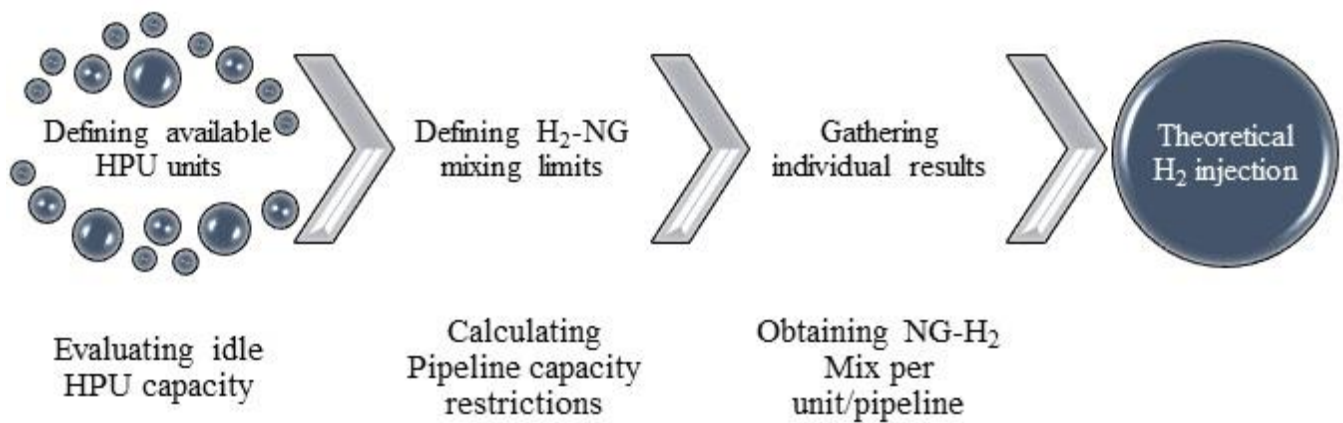 Defining available
HPU units
Defining H₂-NG
mixing limits
Gathering
individual results
Theoretical
H₂ injection
Evaluating idle
HPU capacity
Calculating
Pipeline capacity
restrictions
Obtaining NG-H₂
Mix per
unit/pipeline